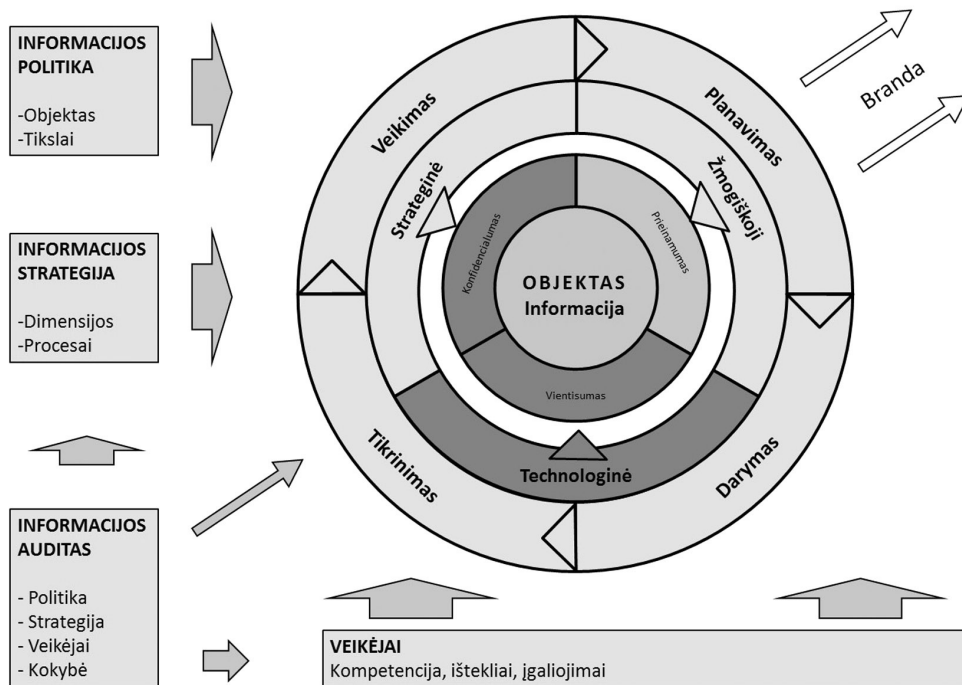 INFORMACIJOS
POLITIKA
-Objektas
-Tikslai
INFORMACIJOS
STRATEGIJA
-Dimensijos
-Procesai
INFORMACIJOS
AUDITAS
- Politika
- Strategija
- Veikėjai
- Kokybė
Veikimas
Planavimas
Branda
Strateginė
Žmogiškoji
Konfidencialumas
Prieinamumas
OBJEKTAS
Informacija
Vientisumas
Technologinė
Tikrinimas
Darymas
VEIKĖJAI
Kompetencija, ištekliai, įgaliojimai